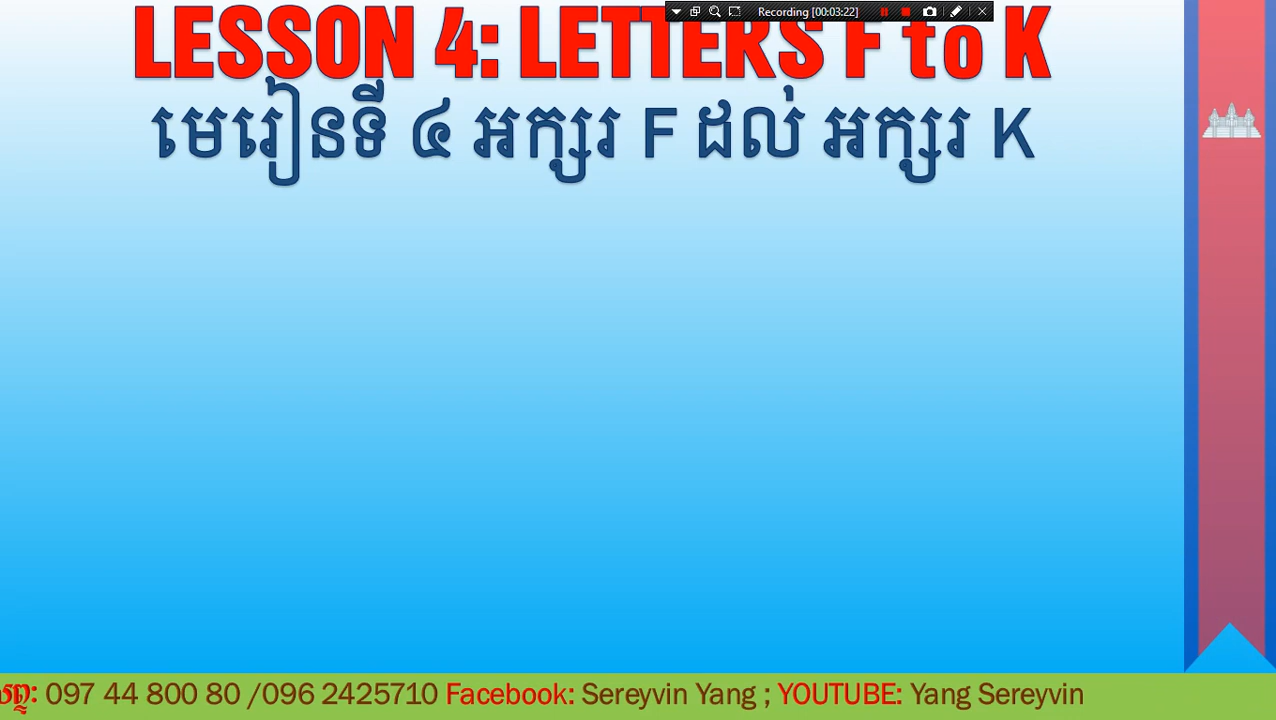 Recording [00:03:22]
LESSON 4: LETTERS F to K
មេរៀនទី ៤ អក្សរ F ដល់ អក្សរ K
097 44 800 80 /096 2425710 Facebook: Sereyvin Yang ; YOUTUBE: Yang Sereyvin